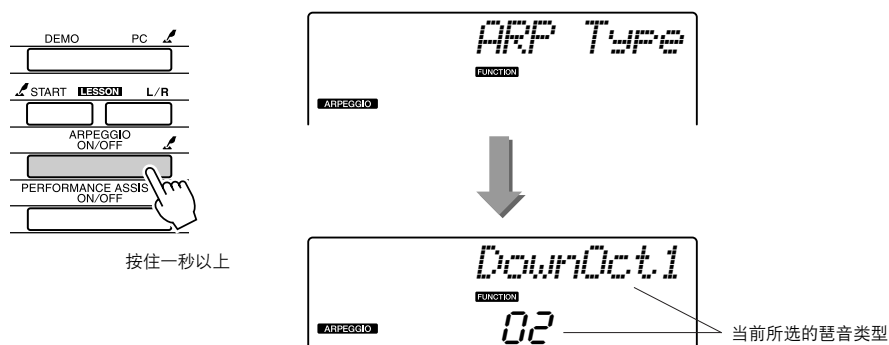 DEMO PC
START LESSON L/R
ARPEGGIO
ON/OFF
PERFORMANCE ASSIS
ON/OFF
按住一秒以上
ARP Type
FUNCTION
ARPEGGIO
DownOct1
FUNCTION
ARPEGGIO
02
当前所选的琶音类型